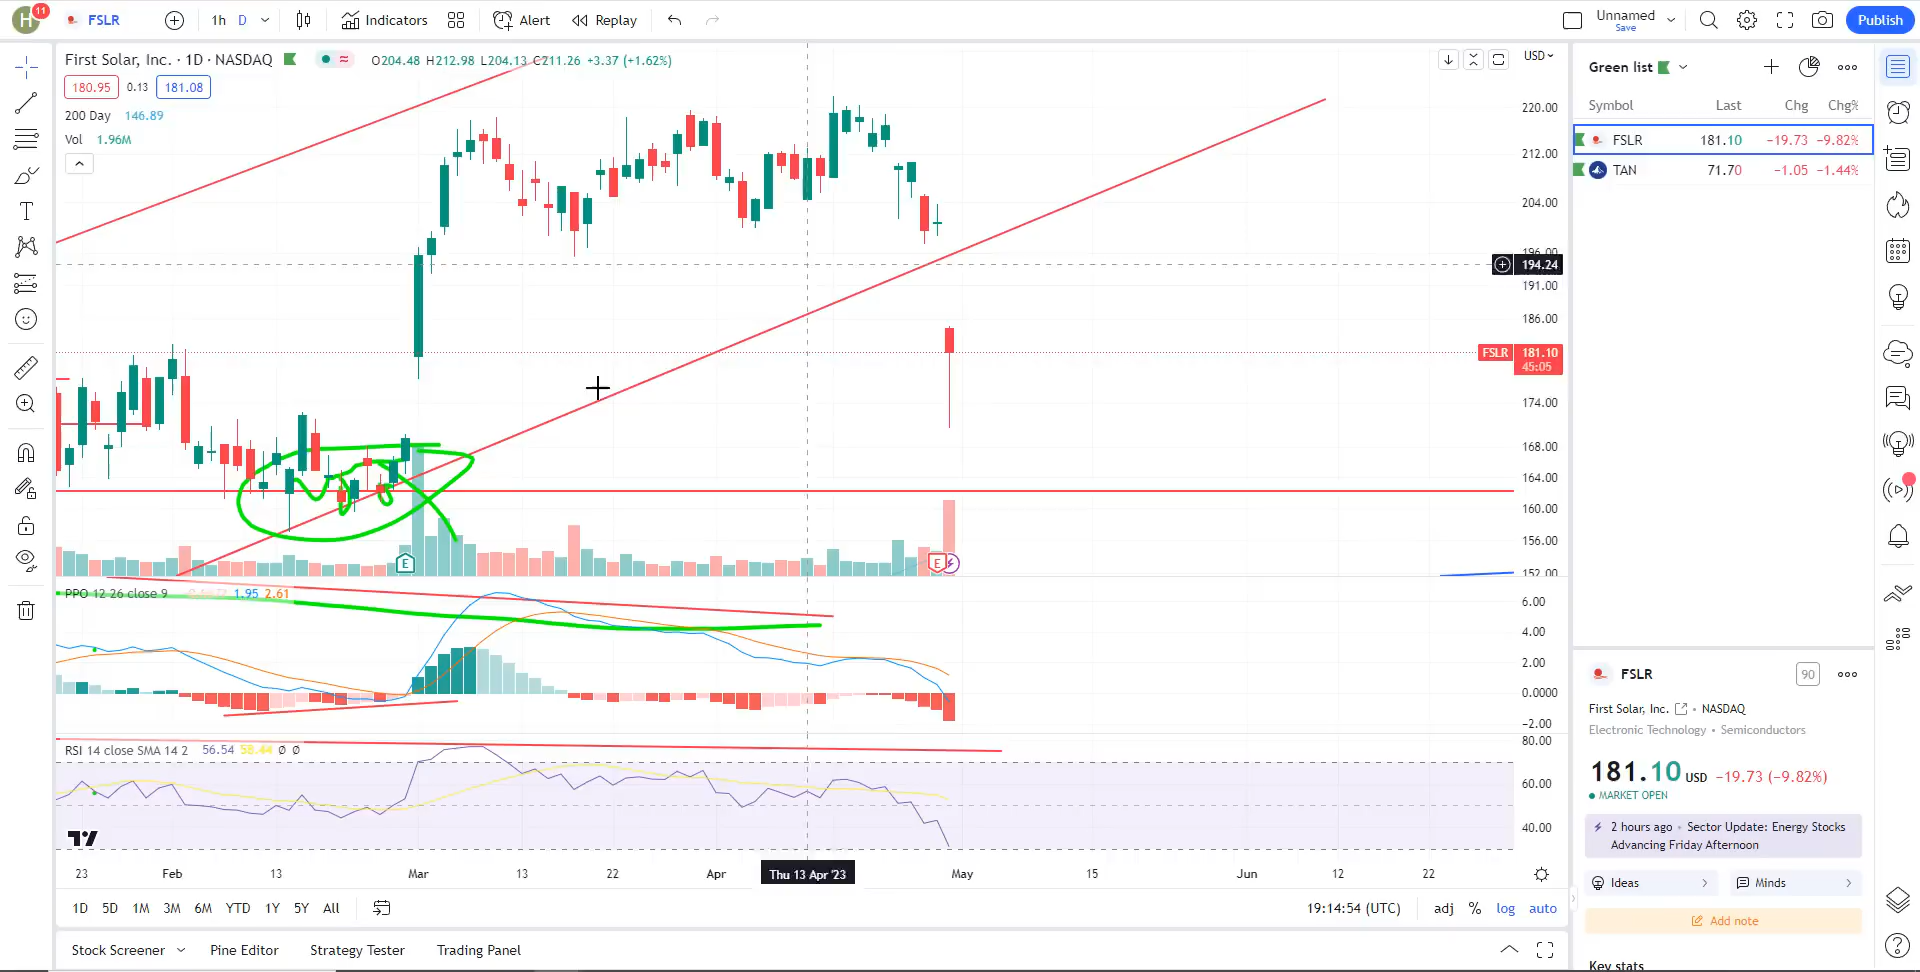 H 11 FSLR 1h D Indicators Alert Replay Unnamed Save Publish
First Solar, Inc. · 1D · NASDAQ O204.48 H212.98 L204.13 C211.26 +3.37 (+1.62%) USD
180.95 0.13 181.08
200 Day 146.89
Vol 1.96M
220.00
212.00
204.00
196.00
194.24
191.00
186.00
FSLR 181.10
45:05
174.00
168.00
164.00
160.00
156.00
152.00
E E
PPO 12 26 close 9 1.95 2.61
6.00
4.00
2.00
0.0000
−2.00
RSI 14 close SMA 14 2 56.54 58.44 Ø Ø
80.00
60.00
40.00
23 Feb 13 Mar 13 22 Apr Thu 13 Apr '23 May 15 Jun 12 22
1D 5D 1M 3M 6M YTD 1Y 5Y All 19:14:54 (UTC) adj % log auto
Stock Screener Pine Editor Strategy Tester Trading Panel
Green list
Symbol Last Chg Chg%
FSLR 181.10 −19.73 −9.82%
TAN 71.70 −1.05 −1.44%
FSLR 90
First Solar, Inc. • NASDAQ
Electronic Technology • Semiconductors
181.10 USD −19.73 (−9.82%)
MARKET OPEN
2 hours ago • Sector Update: Energy Stocks
Advancing Friday Afternoon
Ideas Minds
Add note
Key stats